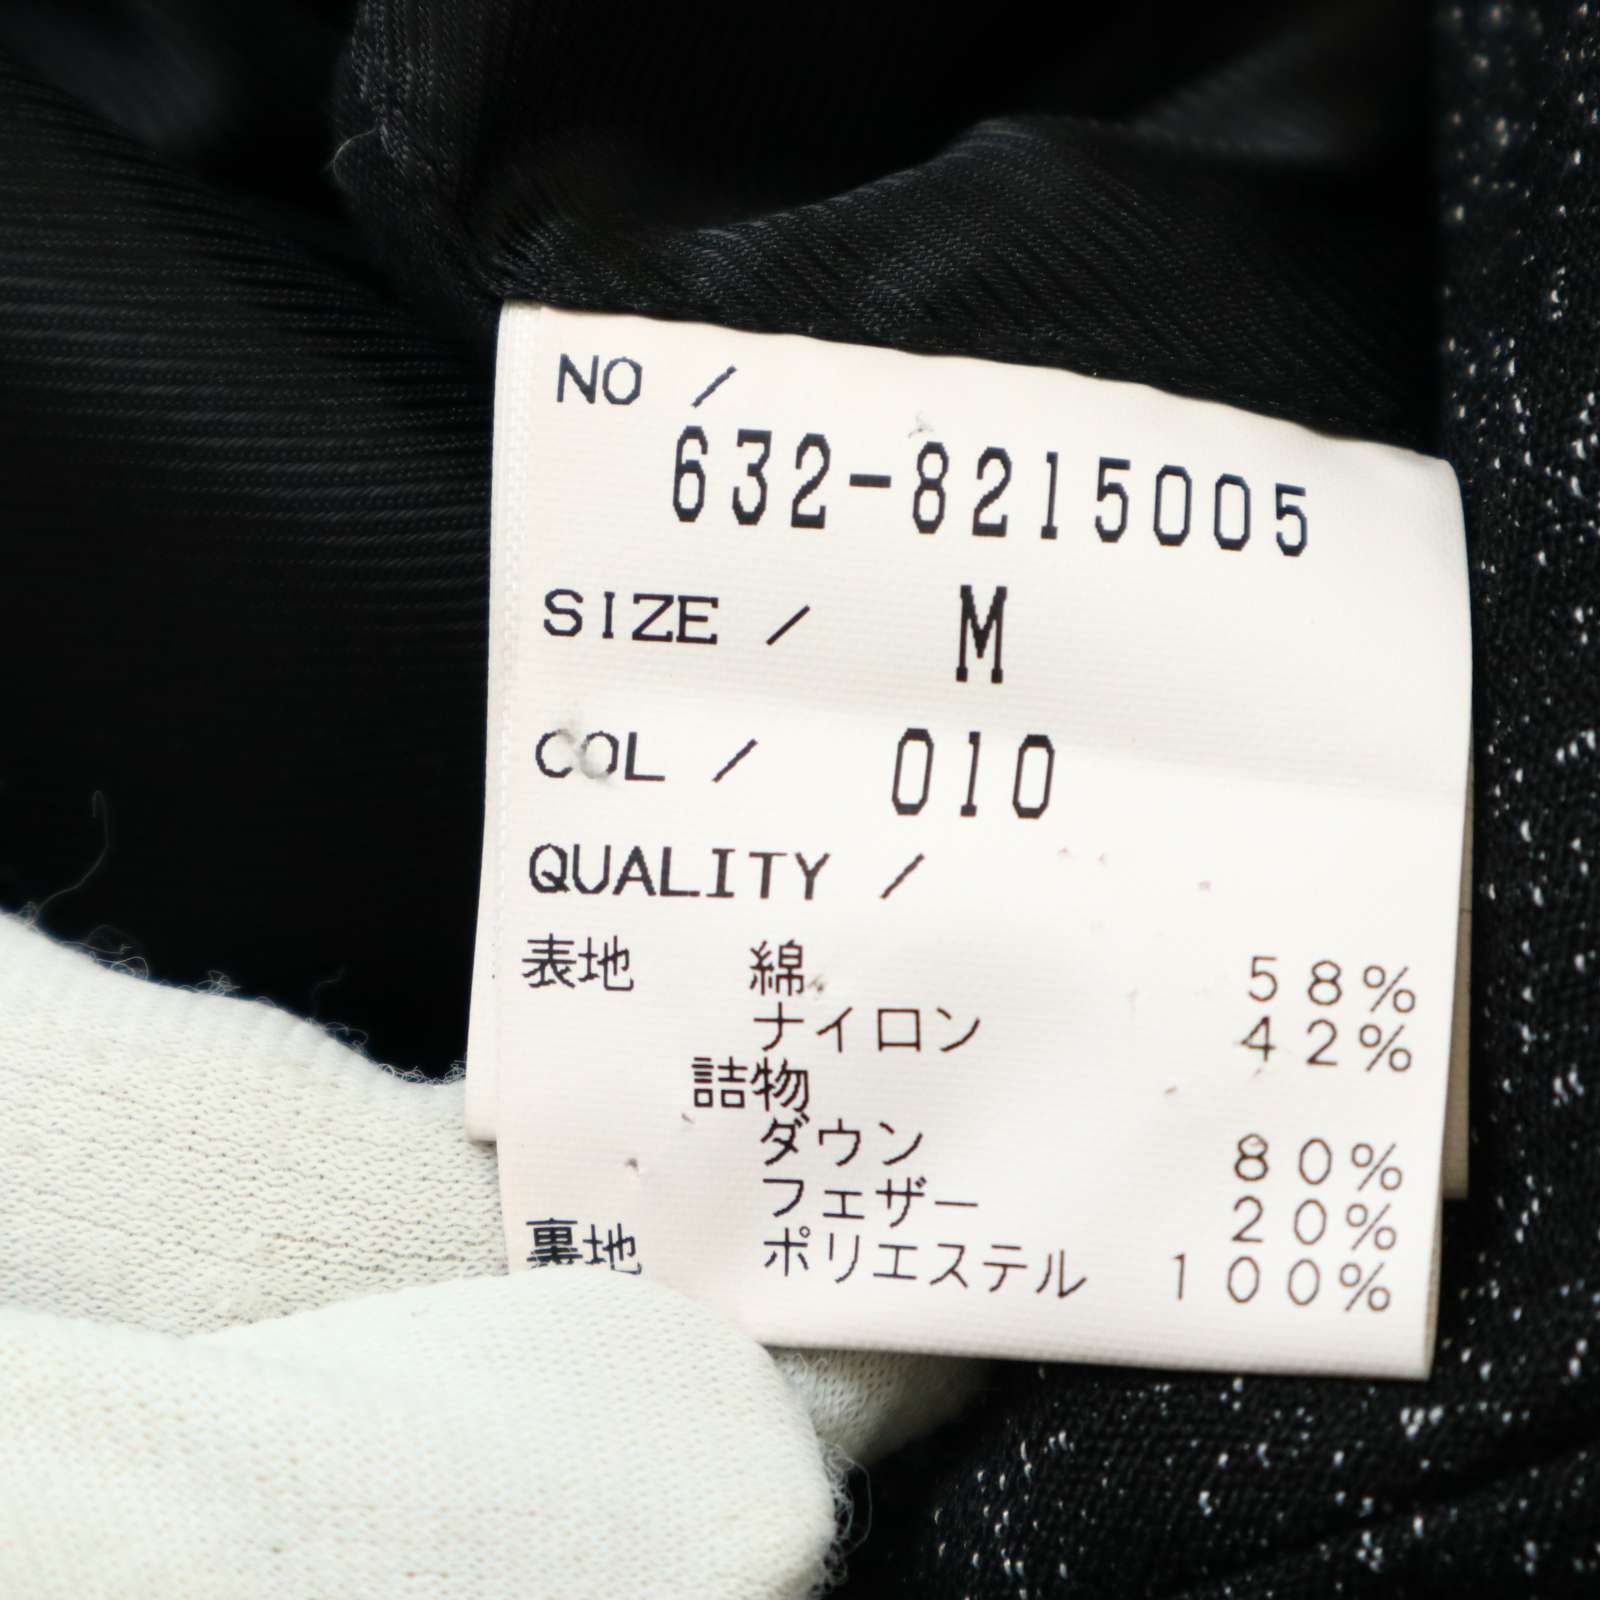 NO /
632-8215005
SIZE / M
COL / 010
QUALITY /
表地 綿 58%
ナイロン 42%
詰物
ダウン 80%
フェザー 20%
裏地 ポリエステル 100%